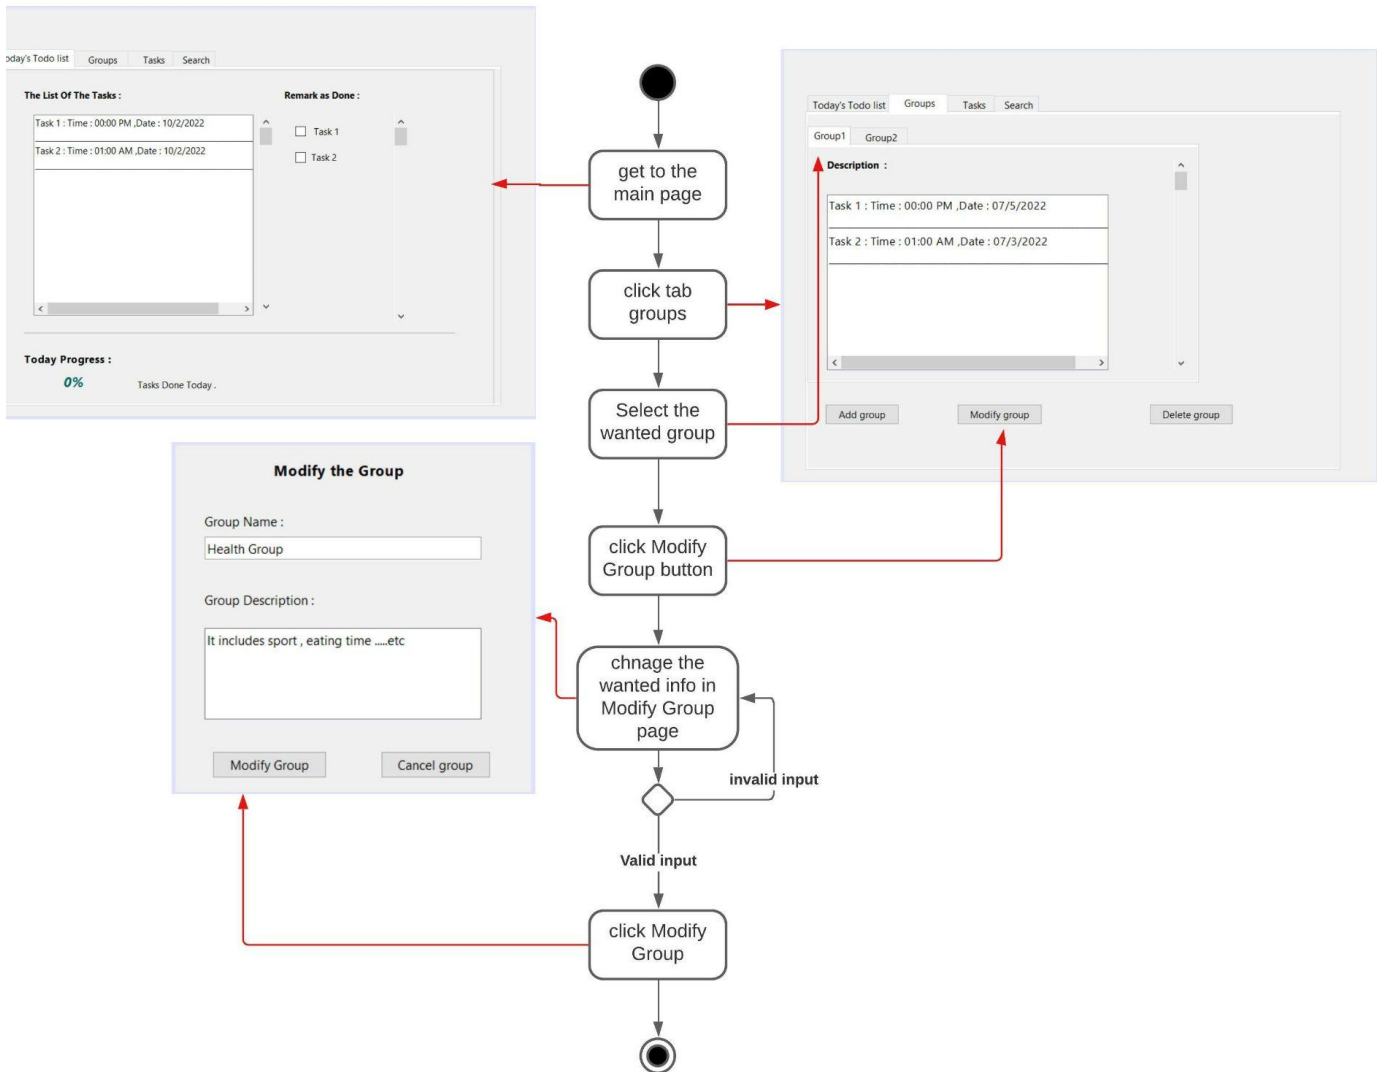 oday's Todo list Groups Tasks Search
The List Of The Tasks :
Remark as Done :
Task 1 : Time : 00:00 PM ,Date : 10/2/2022
Task 2 : Time : 01:00 AM ,Date : 10/2/2022
Task 1
Task 2
Today Progress :
0%
Tasks Done Today .
get to the
main page
click tab
groups
Select the
wanted group
click Modify
Group button
chnage the
wanted info in
Modify Group
page
invalid input
Valid input
click Modify
Group
Today's Todo list Groups Tasks Search
Group1 Group2
Description :
Task 1 : Time : 00:00 PM ,Date : 07/5/2022
Task 2 : Time : 01:00 AM ,Date : 07/3/2022
Add group Modify group Delete group
Modify the Group
Group Name :
Health Group
Group Description :
It includes sport , eating time .....etc
Modify Group Cancel group